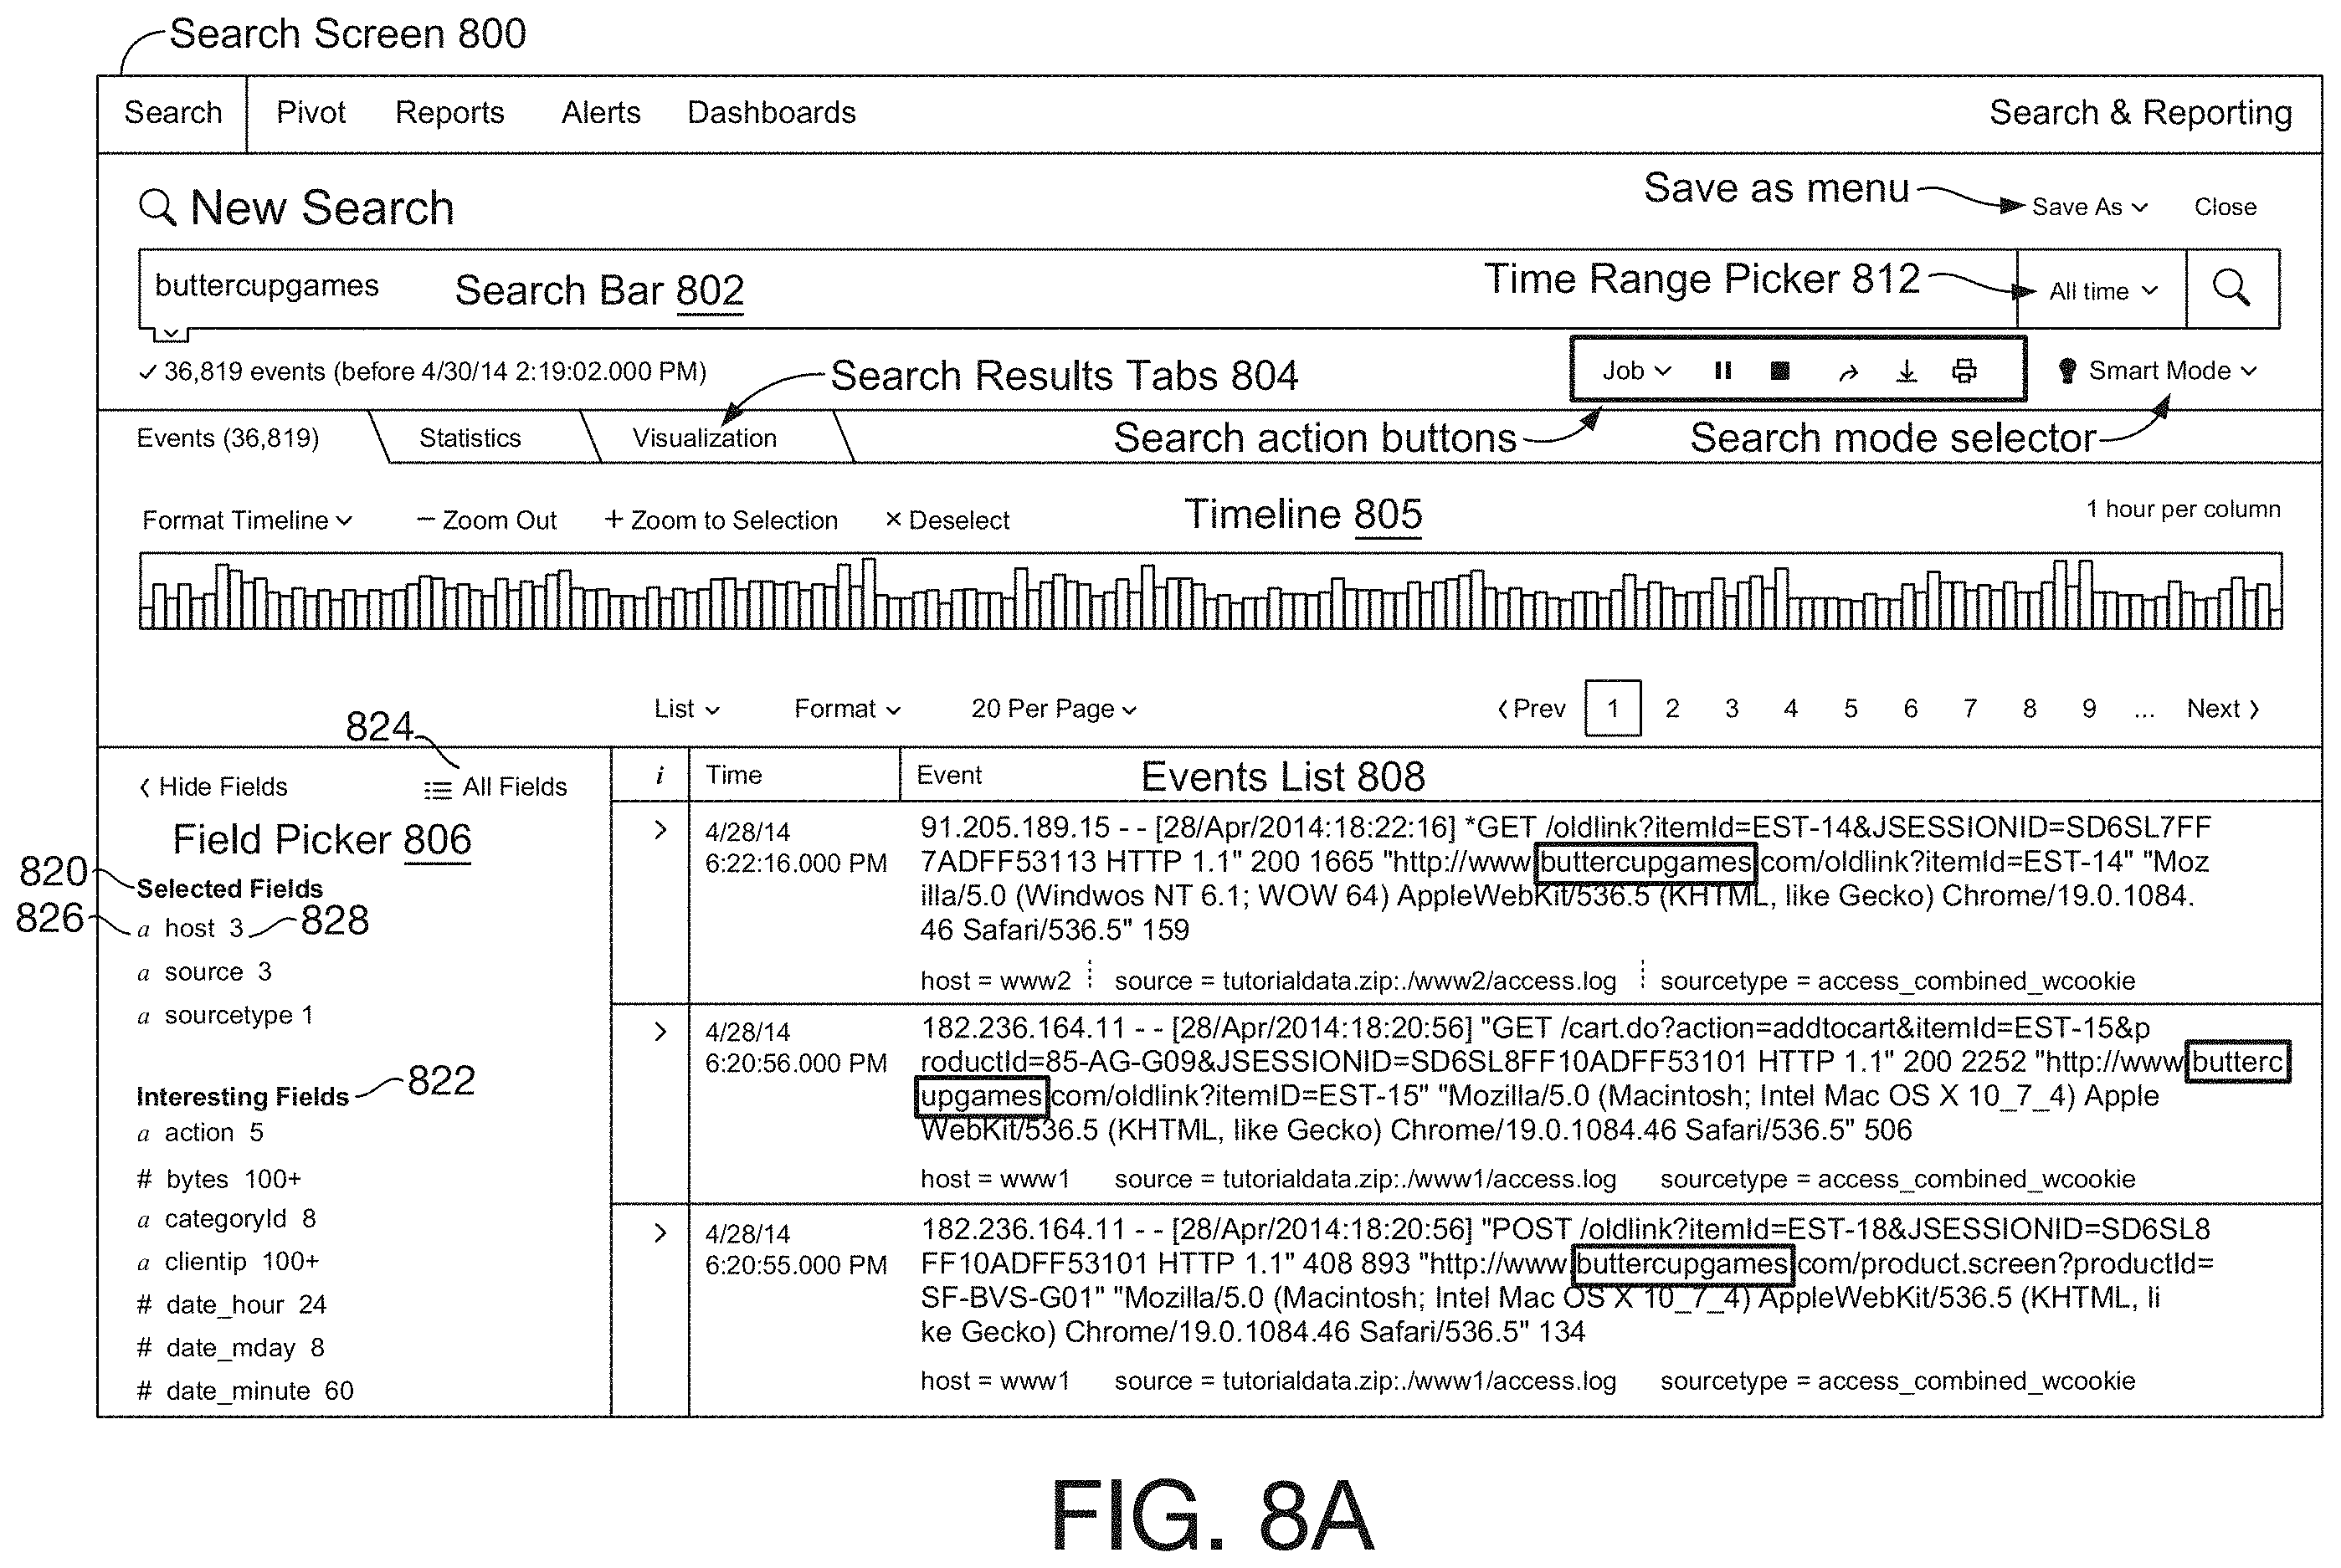 Search Screen 800
Search Pivot Reports Alerts Dashboards Search & Reporting
New Search Save as menu Save As Close
buttercupgames Search Bar 802 Time Range Picker 812 All time
36,819 events (before 4/30/14 2:19:02.000 PM) Search Results Tabs 804 Job Smart Mode
Events (36,819) Statistics Visualization Search action buttons Search mode selector
Format Timeline – Zoom Out + Zoom to Selection × Deselect Timeline 805 1 hour per column
List Format 20 Per Page ‹ Prev 1 2 3 4 5 6 7 8 9 ... Next ›
824
‹ Hide Fields All Fields
Field Picker 806
820
Selected Fields
826 a host 3 828
a source 3
a sourcetype 1
Interesting Fields 822
a action 5
# bytes 100+
a categoryId 8
a clientip 100+
# date_hour 24
# date_mday 8
# date_minute 60
i Time Event Events List 808
> 4/28/14
6:22:16.000 PM
91.205.189.15 - - [28/Apr/2014:18:22:16] *GET /oldlink?itemId=EST-14&JSESSIONID=SD6SL7FF
7ADFF53113 HTTP 1.1" 200 1665 "http://www.buttercupgames.com/oldlink?itemId=EST-14" "Moz
illa/5.0 (Windwos NT 6.1; WOW 64) AppleWebKit/536.5 (KHTML, like Gecko) Chrome/19.0.1084.
46 Safari/536.5" 159
host = www2 source = tutorialdata.zip:./www2/access.log sourcetype = access_combined_wcookie
> 4/28/14
6:20:56.000 PM
182.236.164.11 - - [28/Apr/2014:18:20:56] "GET /cart.do?action=addtocart&itemId=EST-15&p
roductId=85-AG-G09&JSESSIONID=SD6SL8FF10ADFF53101 HTTP 1.1" 200 2252 "http://www.butterc
upgames.com/oldlink?itemID=EST-15" "Mozilla/5.0 (Macintosh; Intel Mac OS X 10_7_4) Apple
WebKit/536.5 (KHTML, like Gecko) Chrome/19.0.1084.46 Safari/536.5" 506
host = www1 source = tutorialdata.zip:./www1/access.log sourcetype = access_combined_wcookie
> 4/28/14
6:20:55.000 PM
182.236.164.11 - - [28/Apr/2014:18:20:56] "POST /oldlink?itemId=EST-18&JSESSIONID=SD6SL8
FF10ADFF53101 HTTP 1.1" 408 893 "http://www.buttercupgames.com/product.screen?productId=
SF-BVS-G01" "Mozilla/5.0 (Macintosh; Intel Mac OS X 10_7_4) AppleWebKit/536.5 (KHTML, li
ke Gecko) Chrome/19.0.1084.46 Safari/536.5" 134
host = www1 source = tutorialdata.zip:./www1/access.log sourcetype = access_combined_wcookie
FIG. 8A